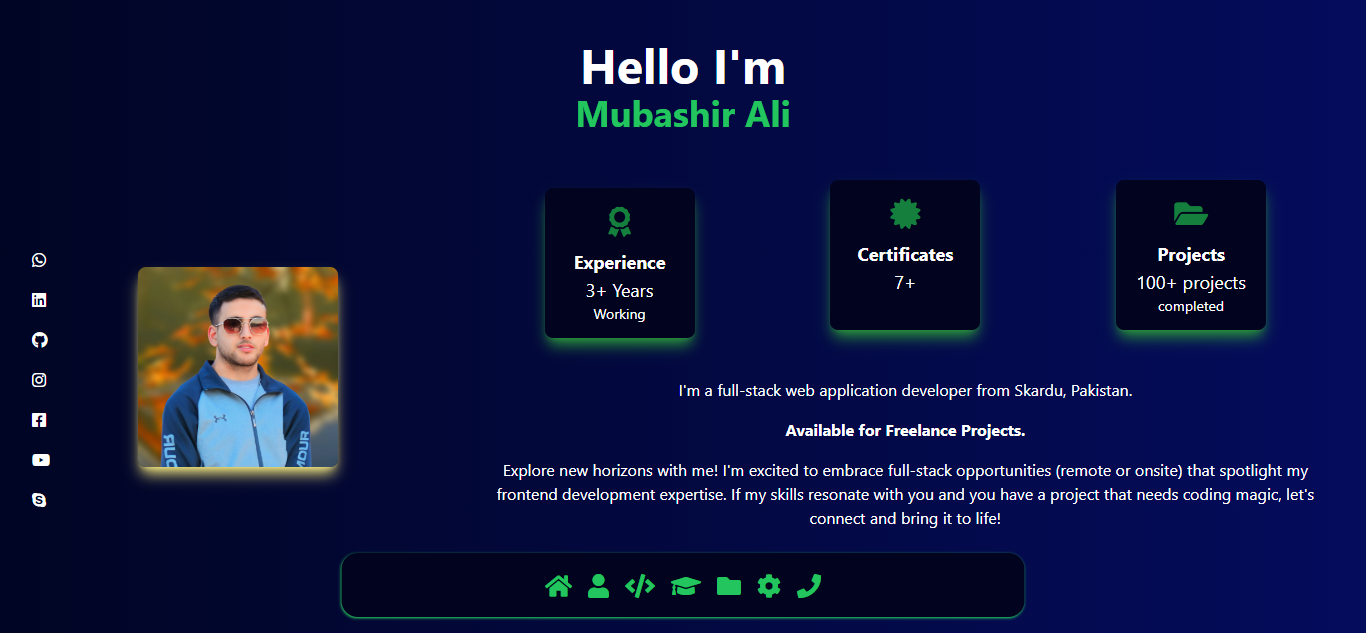 Hello I'm
Mubashir Ali
Experience
3+ Years
Working
Certificates
7+
Projects
100+ projects
completed
I'm a full-stack web application developer from Skardu, Pakistan.
Available for Freelance Projects.
Explore new horizons with me! I'm excited to embrace full-stack opportunities (remote or onsite) that spotlight my
frontend development expertise. If my skills resonate with you and you have a project that needs coding magic, let's
connect and bring it to life!